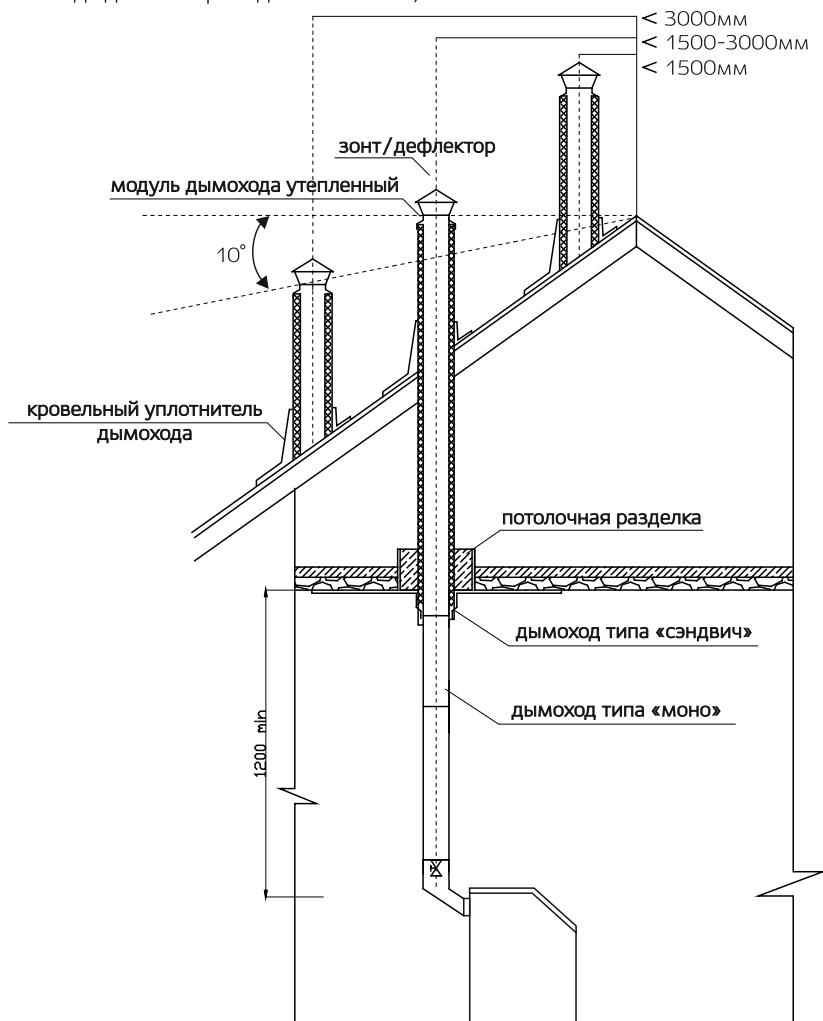 < 3000мм
< 1500-3000мм
< 1500мм
зонт/дефлектор
модуль дымохода утепленный
10°
кровельный уплотнитель
дымохода
потолочная разделка
дымоход типа «сэндвич»
дымоход типа «моно»
1200 min